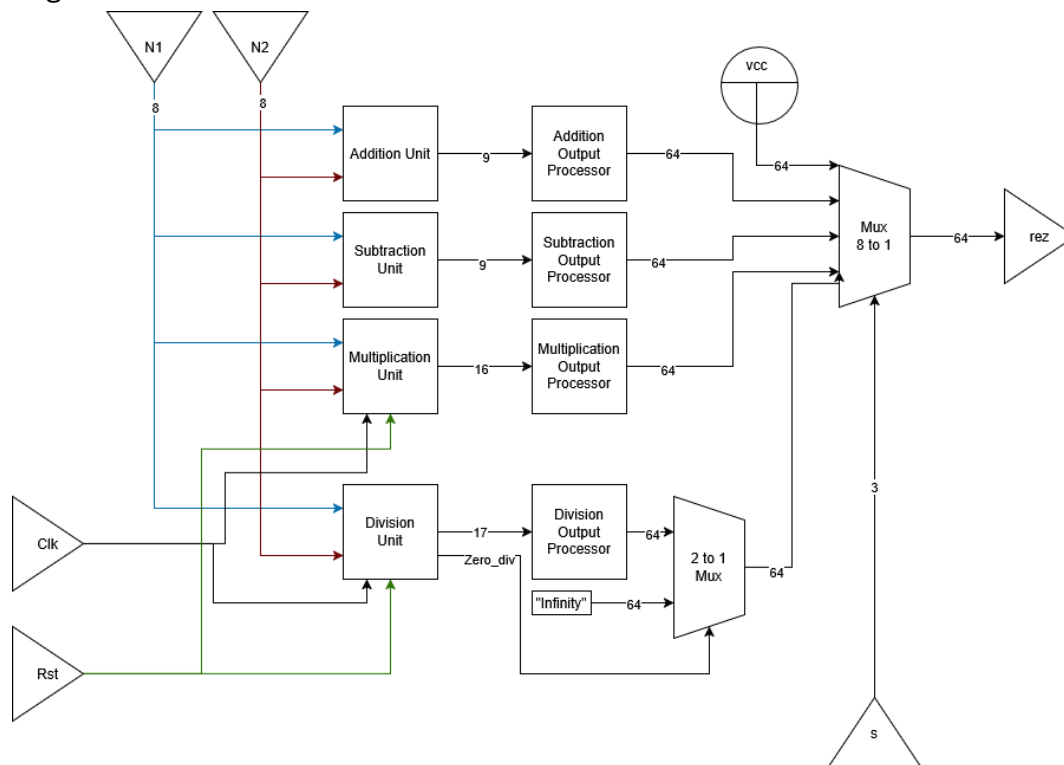 N1
N2
vcc
8
8
Addition Unit
9
Addition
Output
Processor
64
64
Mux
8 to 1
64
rez
Subtraction
Unit
9
Subtraction
Output
Processor
64
Multiplication
Unit
16
Multiplication
Output
Processor
64
Clk
Division
Unit
17
Zero_div
Division
Output
Processor
64
2 to 1
Mux
64
"Infinity"
64
3
Rst
s